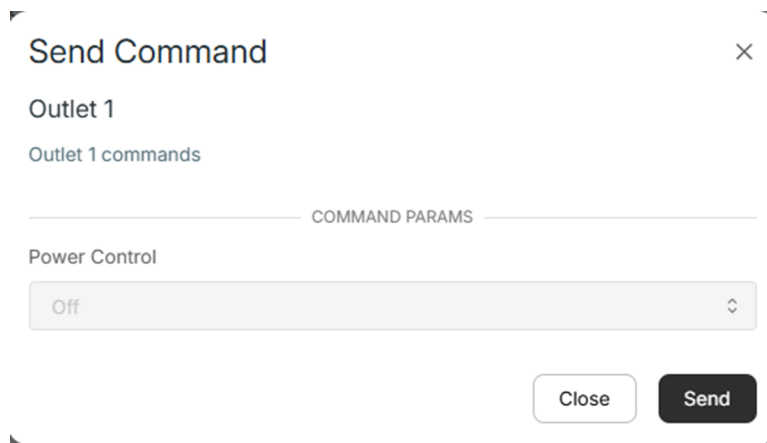 Send Command
Outlet 1
Outlet 1 commands
COMMAND PARAMS
Power Control
Off
Close Send